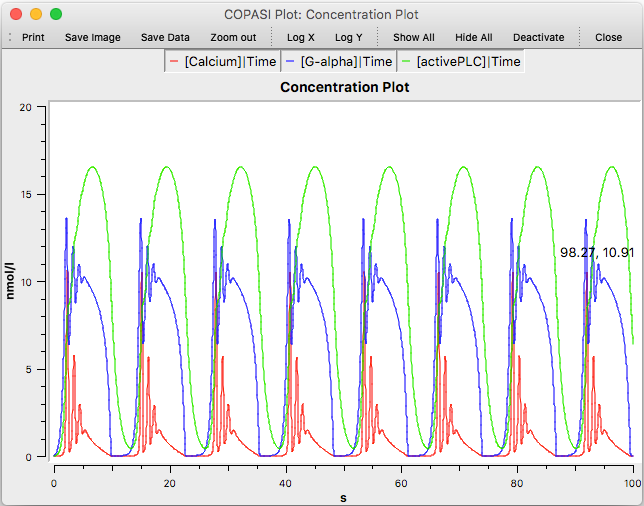 COPASI Plot: Concentration Plot
Print Save Image Save Data Zoom out Log X Log Y Show All Hide All Deactivate Close
[Calcium]|Time [G-alpha]|Time [activePLC]|Time
Concentration Plot
20
15
98.27, 10.91
10
nmol/l
5
0
0 20 40 60 80 100
s